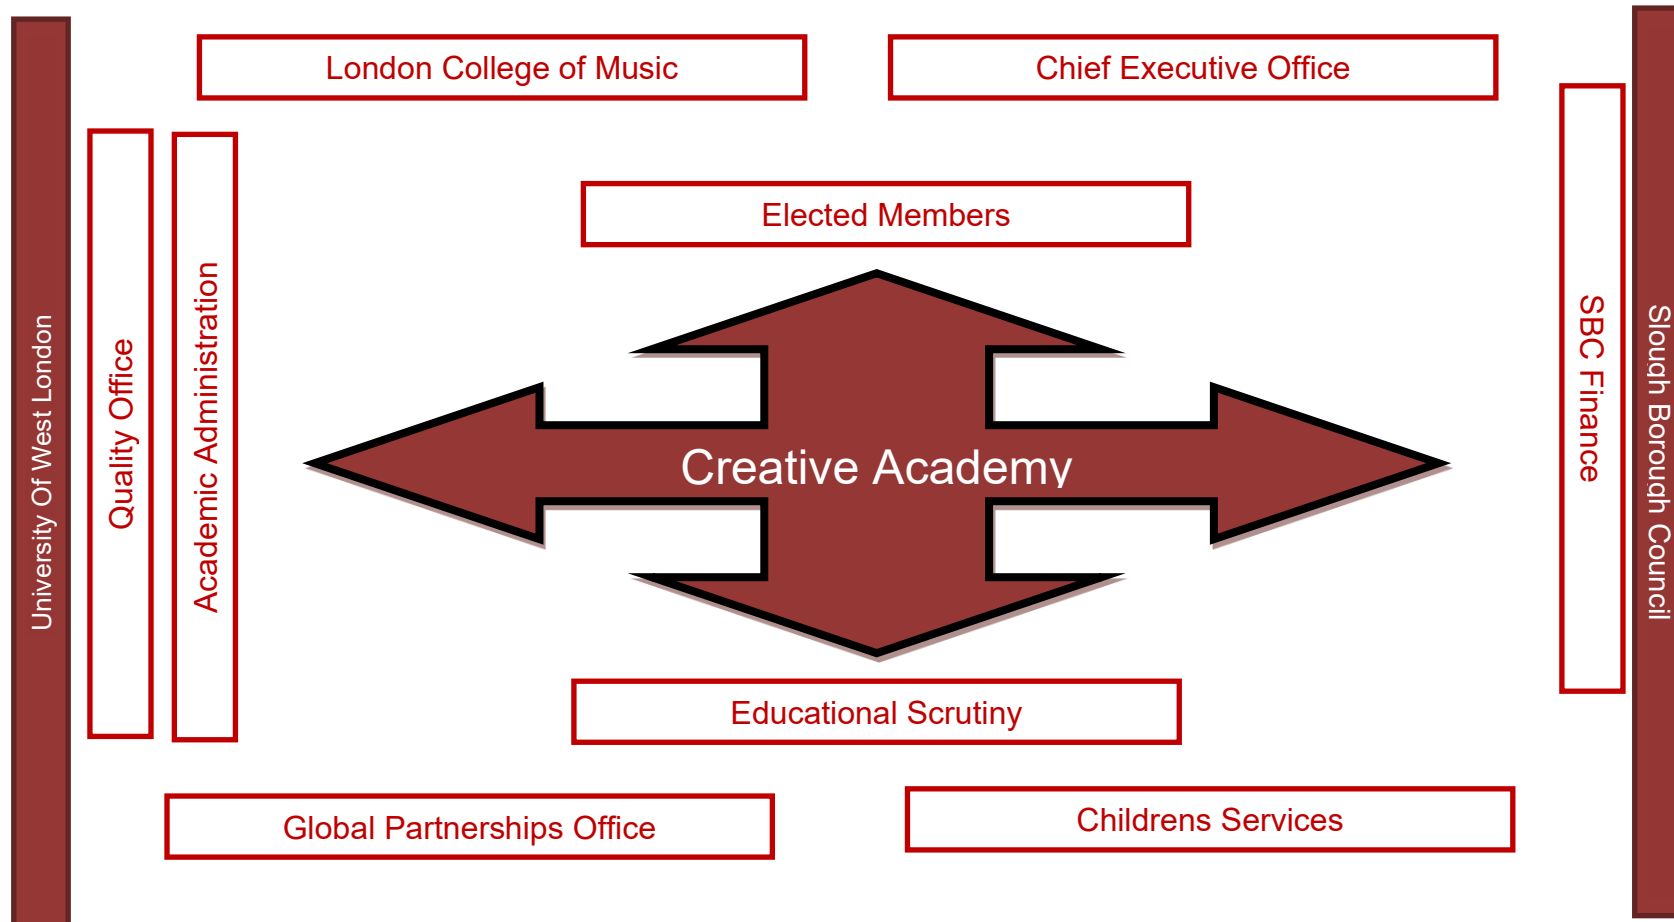 London College of Music
Chief Executive Office
Elected Members
University Of West London
Quality Office
Academic Administration
Creative Academy
SBC Finance
Slough Borough Council
Educational Scrutiny
Global Partnerships Office
Childrens Services